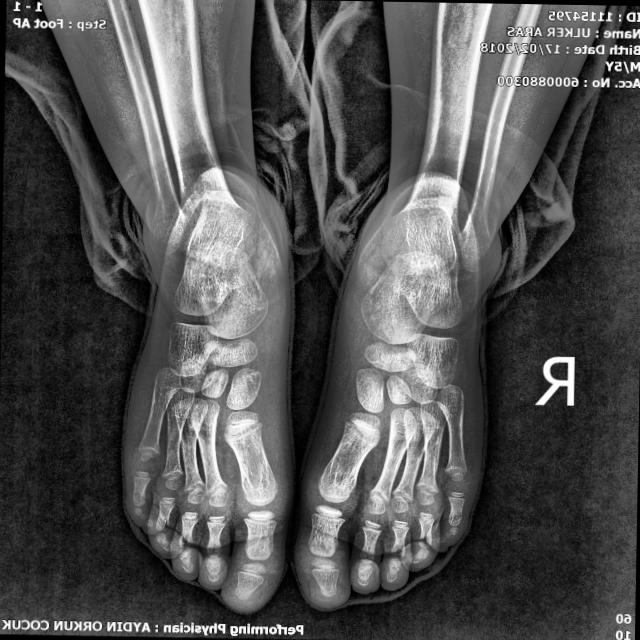 1 - 1
Step : Foot AP
ID : 11154795
Name : ULKER ARAS
Birth Date : 17/02/2018
M/5Y
Acc. No : 6000880300
R
Performing Physician : AYDIN ORKUN COCUK
60